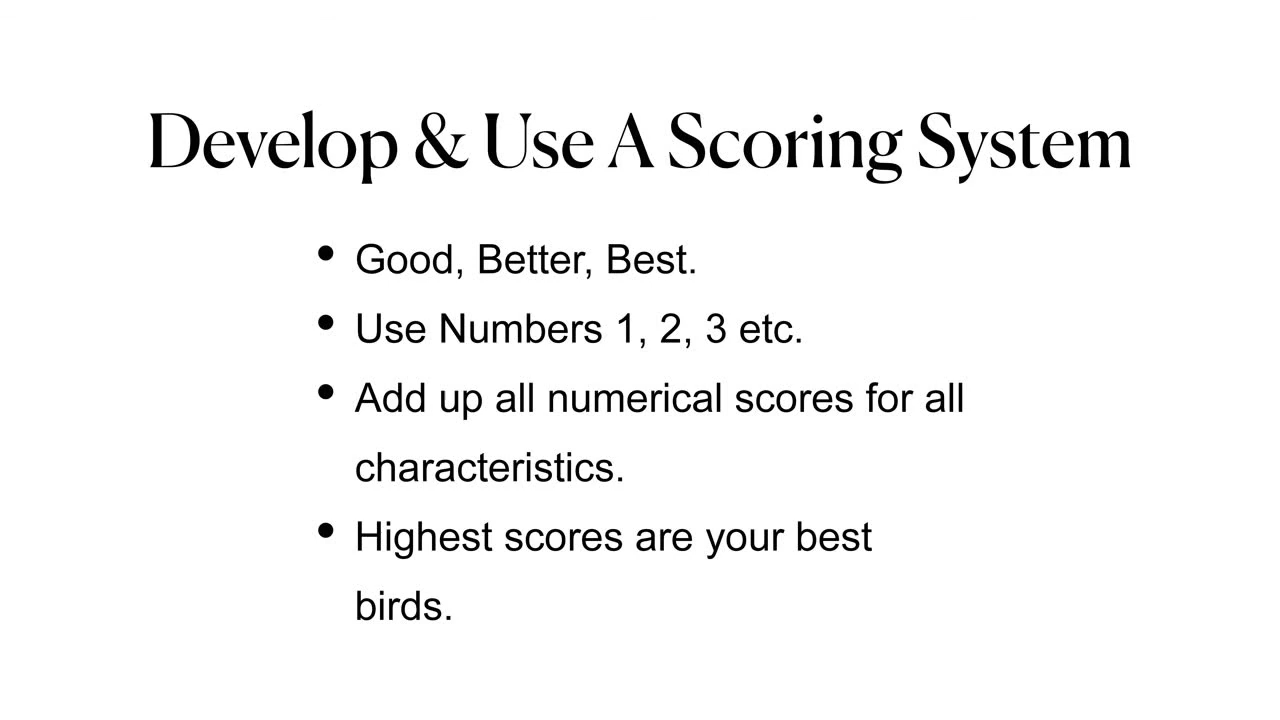 Develop & Use A Scoring System
• Good, Better, Best.
• Use Numbers 1, 2, 3 etc.
• Add up all numerical scores for all
characteristics.
• Highest scores are your best
birds.